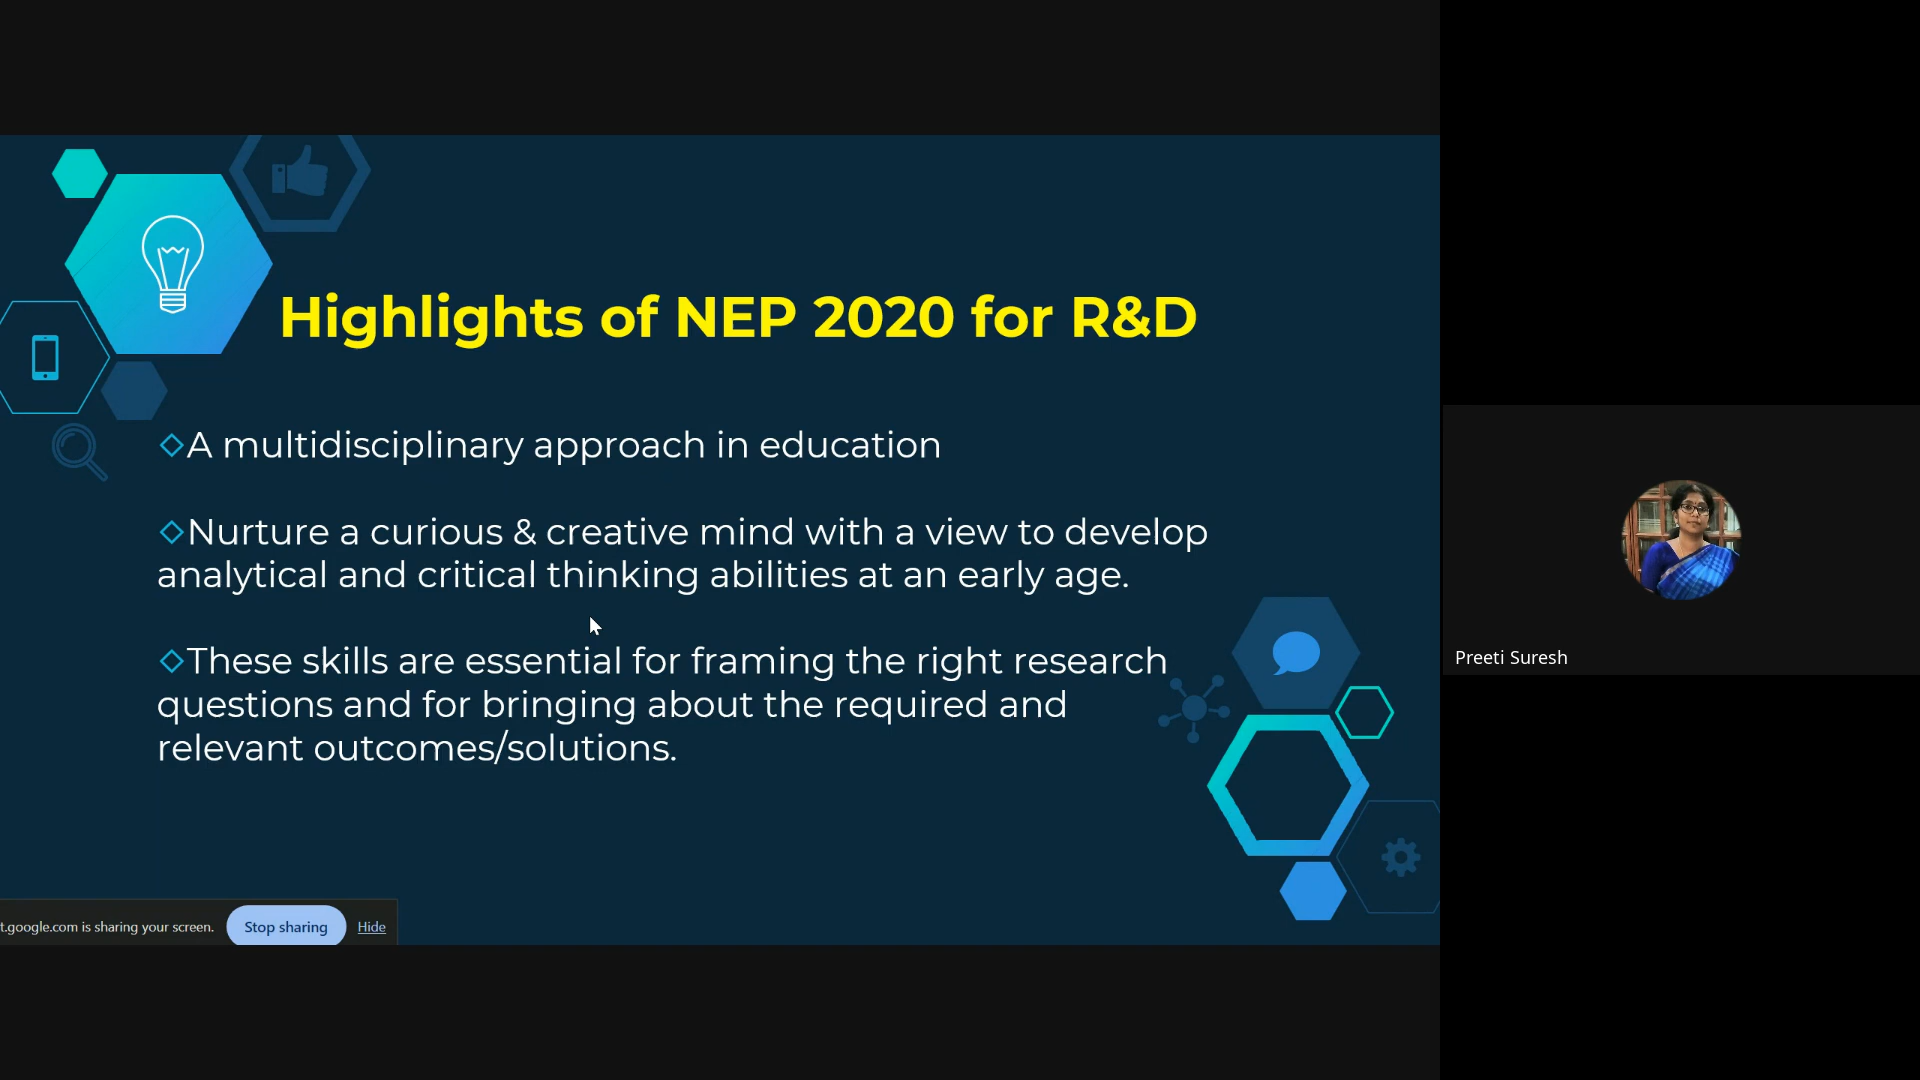 Highlights of NEP 2020 for R&D
A multidisciplinary approach in education
Nurture a curious & creative mind with a view to develop
analytical and critical thinking abilities at an early age.
These skills are essential for framing the right research
questions and for bringing about the required and
relevant outcomes/solutions.
t.google.com is sharing your screen. Stop sharing Hide
Preeti Suresh